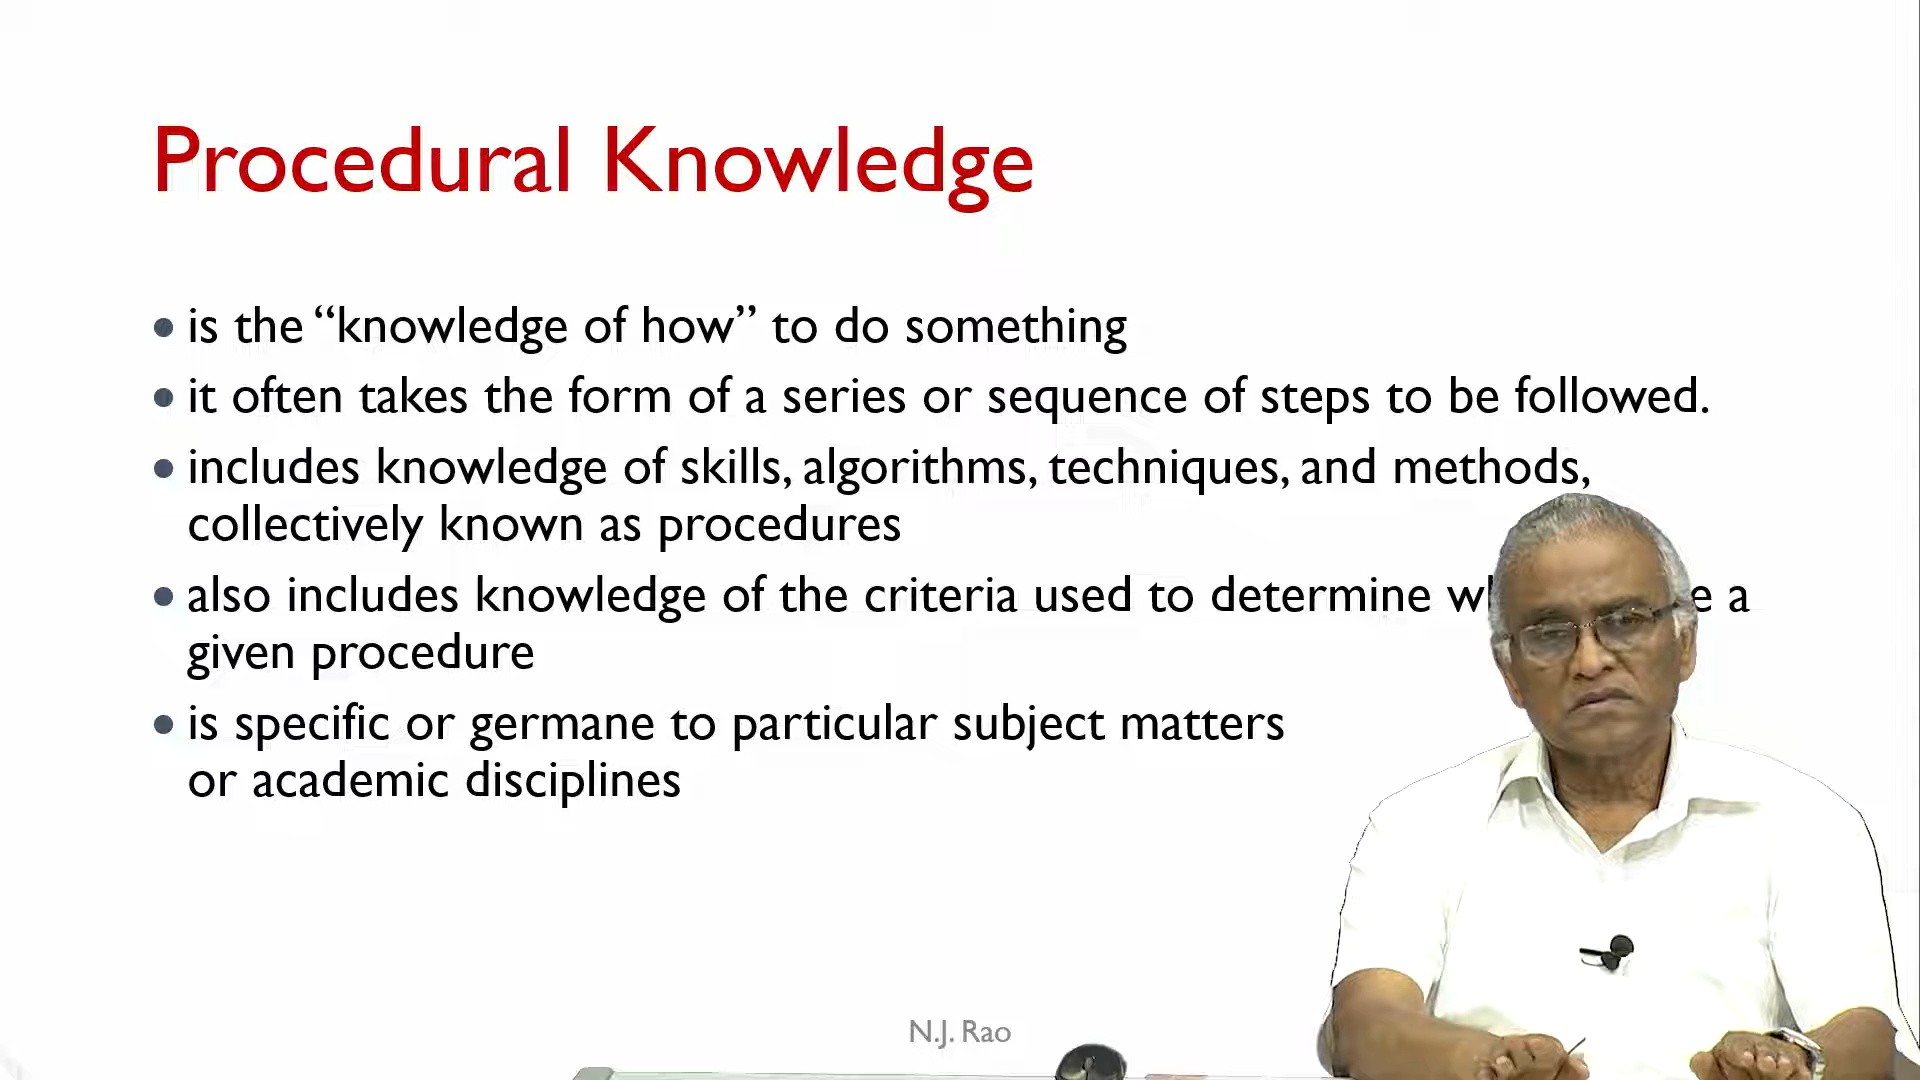 Procedural Knowledge
• is the “knowledge of how” to do something
• it often takes the form of a series or sequence of steps to be followed.
• includes knowledge of skills, algorithms, techniques, and methods,
collectively known as procedures
• also includes knowledge of the criteria used to determine a
given procedure
• is specific or germane to particular subject matters
or academic disciplines
N.J. Rao